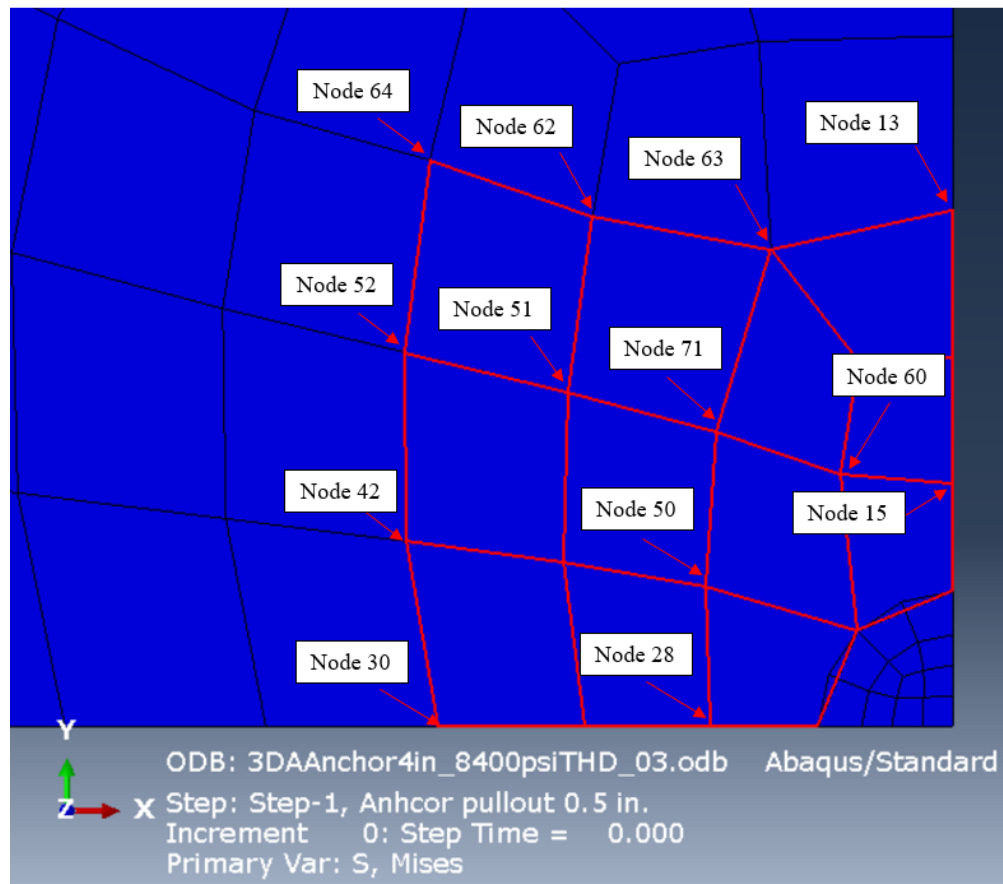 Node 64
Node 62
Node 13
Node 63
Node 52
Node 51
Node 71
Node 60
Node 42
Node 50
Node 15
Node 30
Node 28
Y
Z
X
ODB: 3DAAnchor4in_8400psiTHD_03.odb Abaqus/Standard
Step: Step-1, Anhcor pullout 0.5 in.
Increment 0: Step Time = 0.000
Primary Var: S, Mises